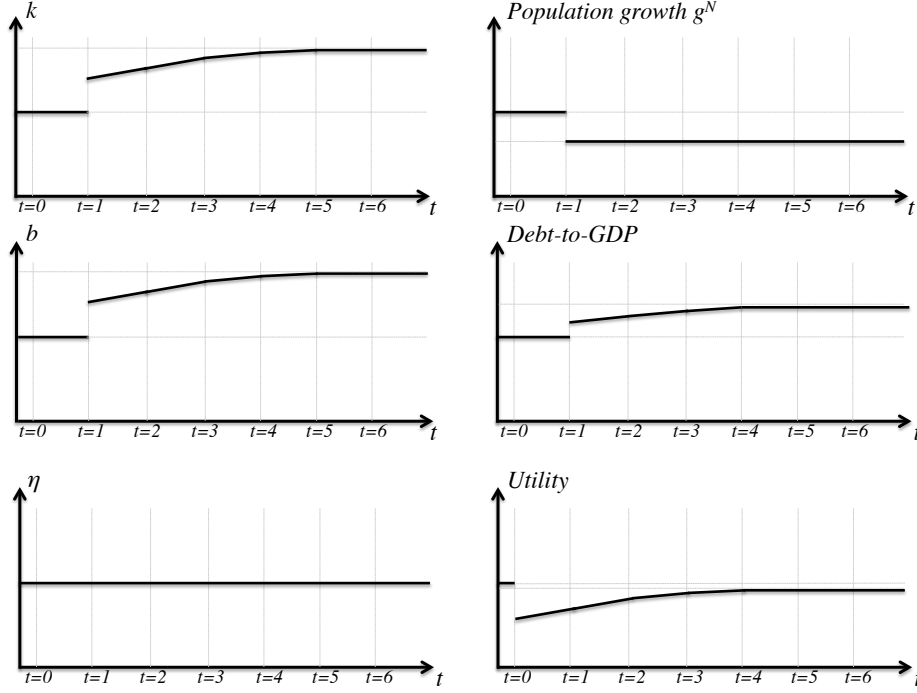 k
t=0 t=1 t=2 t=3 t=4 t=5 t=6 t
Population growth gᴺ
t=0 t=1 t=2 t=3 t=4 t=5 t=6 t
b
t=0 t=1 t=2 t=3 t=4 t=5 t=6 t
Debt-to-GDP
t=0 t=1 t=2 t=3 t=4 t=5 t=6 t
η
t=0 t=1 t=2 t=3 t=4 t=5 t=6 t
Utility
t=0 t=1 t=2 t=3 t=4 t=5 t=6 t